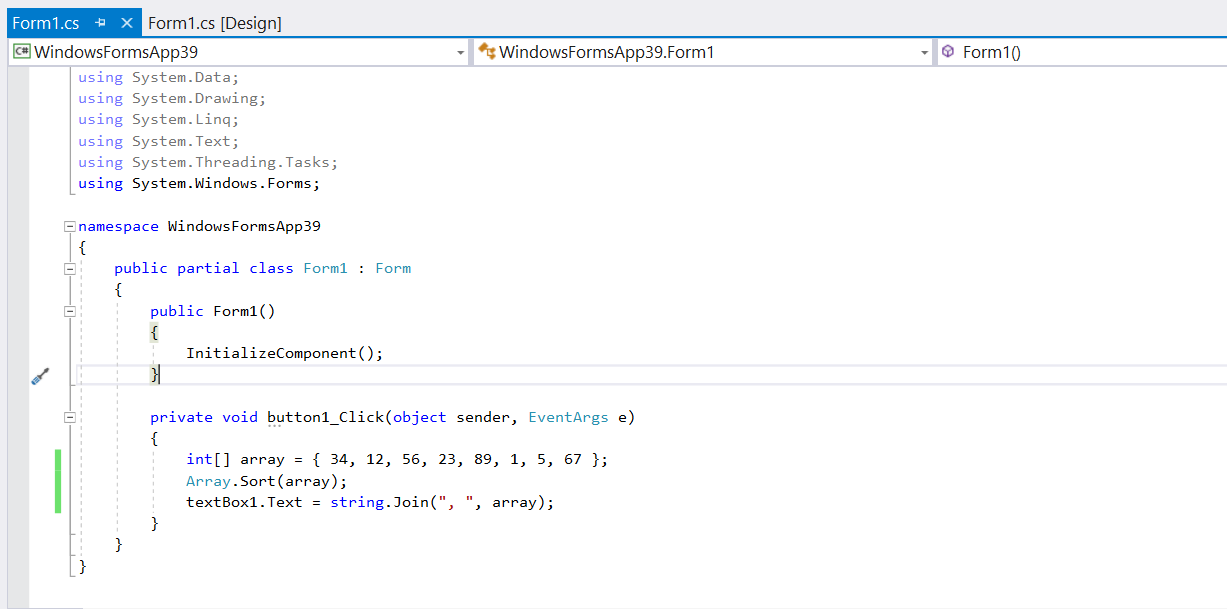 Form1.cs
Form1.cs [Design]
C# WindowsFormsApp39
WindowsFormsApp39.Form1
Form1()
using System.Data;
using System.Drawing;
using System.Linq;
using System.Text;
using System.Threading.Tasks;
using System.Windows.Forms;
namespace WindowsFormsApp39
{
public partial class Form1 : Form
{
public Form1()
{
InitializeComponent();
}
private void button1_Click(object sender, EventArgs e)
{
int[] array = { 34, 12, 56, 23, 89, 1, 5, 67 };
Array.Sort(array);
textBox1.Text = string.Join(", ", array);
}
}
}